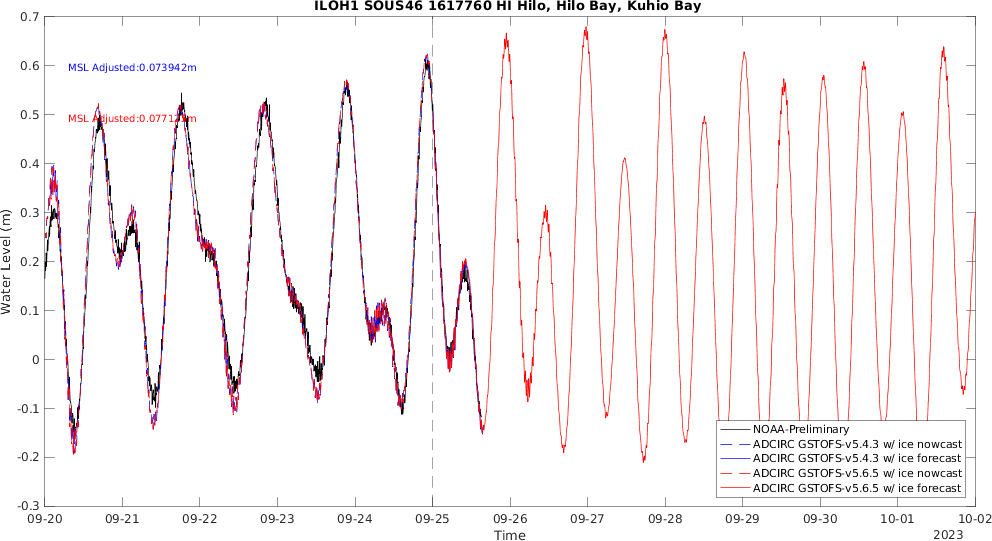 ILOH1 SOUS46 1617760 HI Hilo, Hilo Bay, Kuhio Bay
0.7
MSL Adjusted:0.073942m
0.6
0.5
MSL Adjusted:0.0771
0.4
0.3
0.2
0.1
0
-0.1
-0.2
-0.3
Water Level (m)
NOAA-Preliminary
ADCIRC GSTOFS-v5.4.3 w/ ice nowcast
ADCIRC GSTOFS-v5.4.3 w/ ice forecast
ADCIRC GSTOFS-v5.6.5 w/ ice nowcast
ADCIRC GSTOFS-v5.6.5 w/ ice forecast
09-20 09-21 09-22 09-23 09-24 09-25 09-26 09-27 09-28 09-29 09-30 10-01 10-02
Time
2023